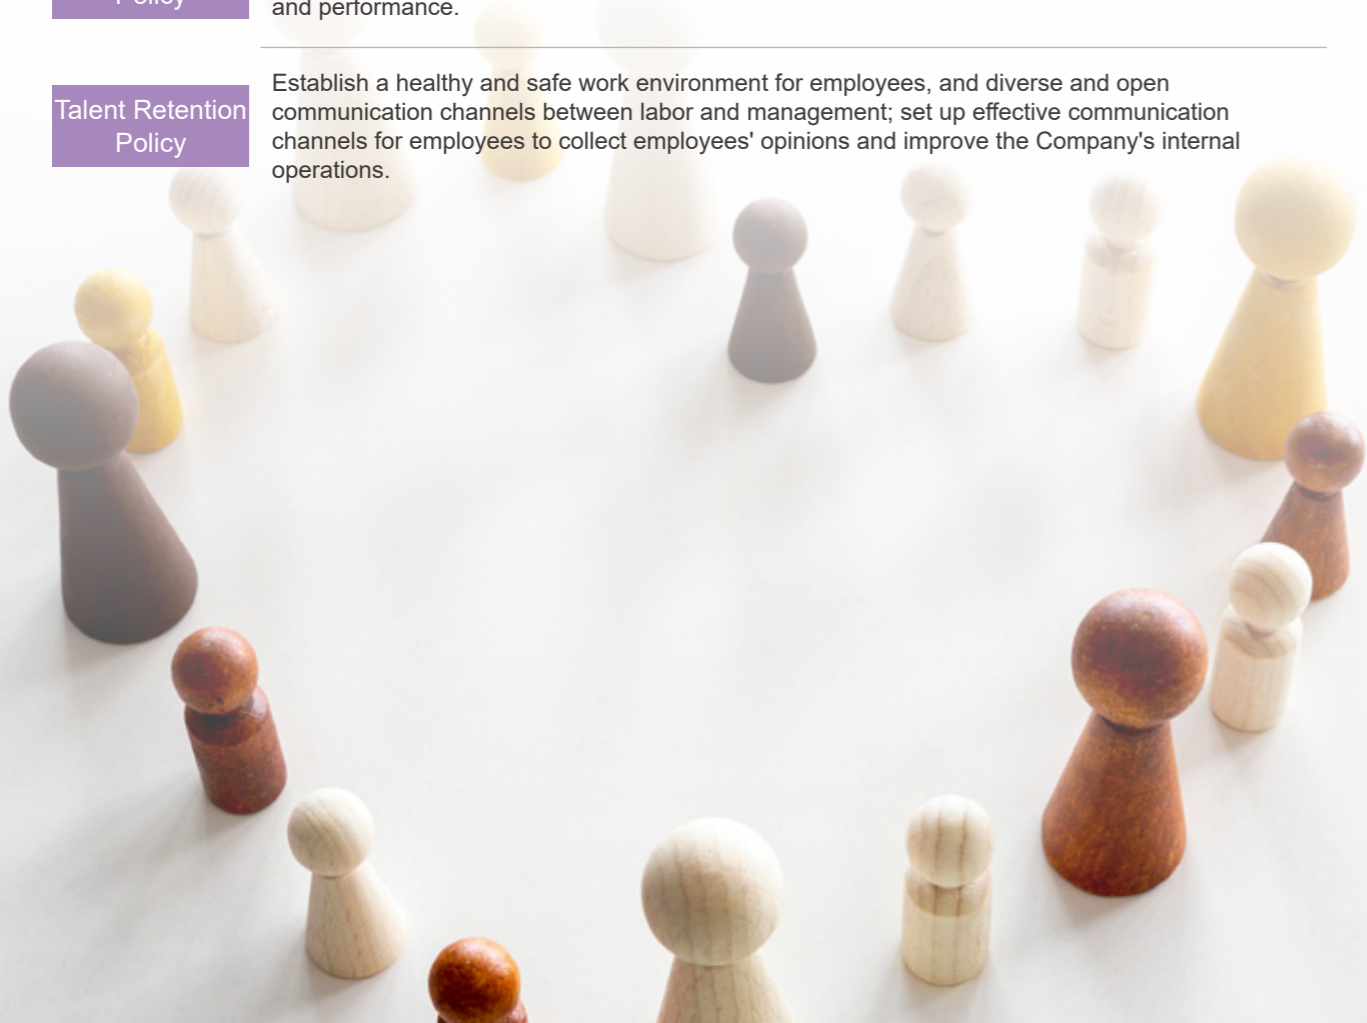 Policy
and performance.
Talent Retention
Policy
Establish a healthy and safe work environment for employees, and diverse and open
communication channels between labor and management; set up effective communication
channels for employees to collect employees' opinions and improve the Company's internal
operations.